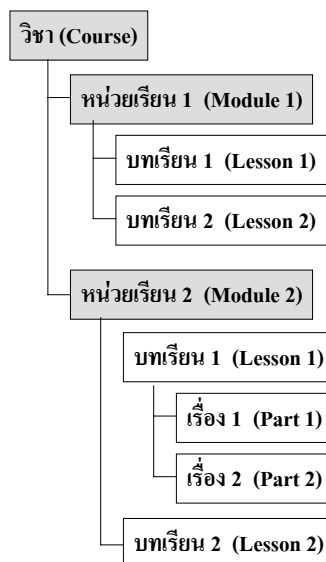 วิชา (Course)
หน่วยเรียน 1 (Module 1)
บทเรียน 1 (Lesson 1)
บทเรียน 2 (Lesson 2)
หน่วยเรียน 2 (Module 2)
บทเรียน 1 (Lesson 1)
เรื่อง 1 (Part 1)
เรื่อง 2 (Part 2)
บทเรียน 2 (Lesson 2)